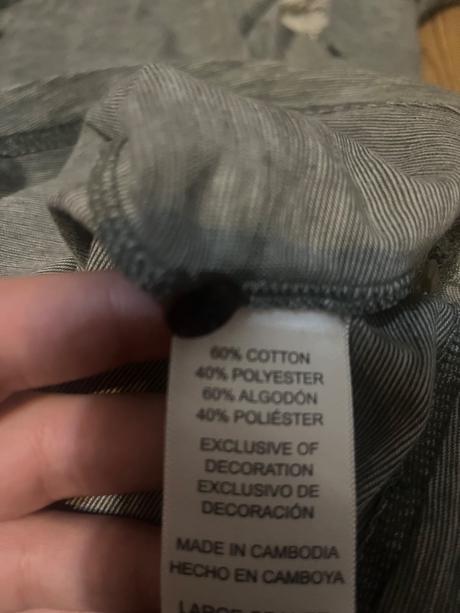 60% COTTON
40% POLYESTER
60% ALGODÓN
40% POLIÉSTER
EXCLUSIVE OF
DECORATION
EXCLUSIVO DE
DECORACIÓN
MADE IN CAMBODIA
HECHO EN CAMBOYA
LARGE